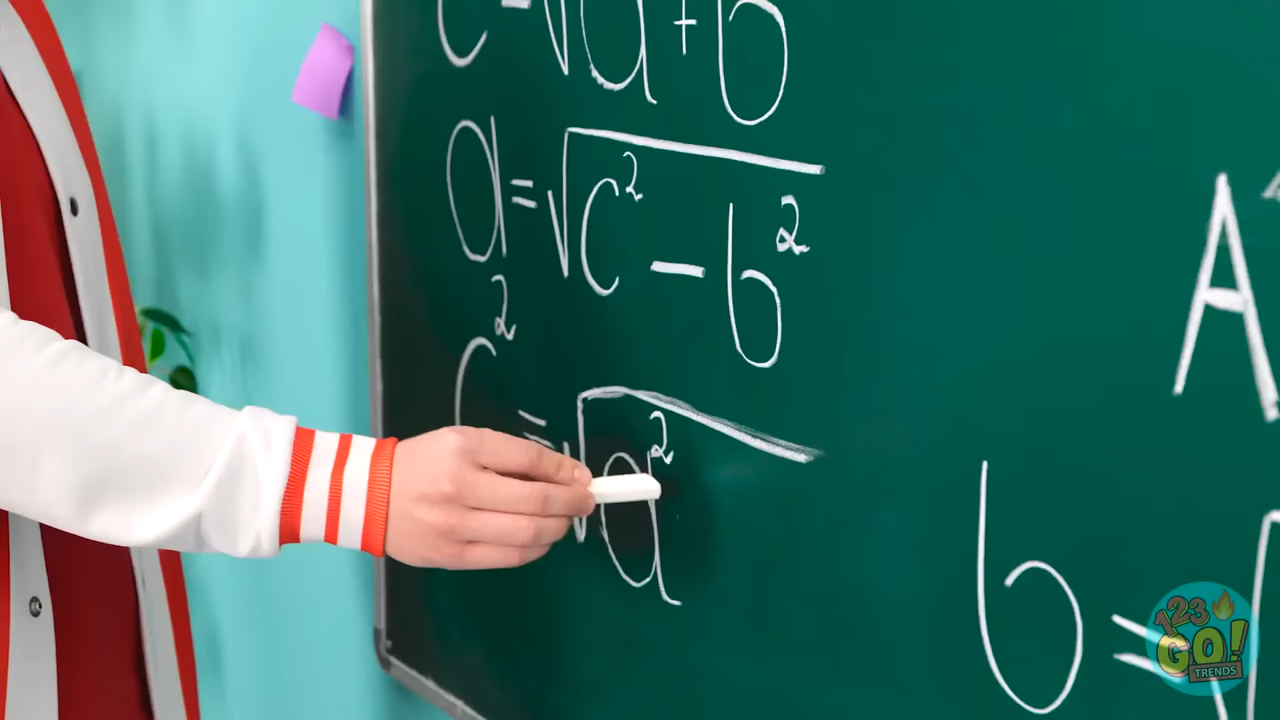 c = √a + b
a = √c² - b²
c² = √a²
A
b = √
123 GO! TRENDS